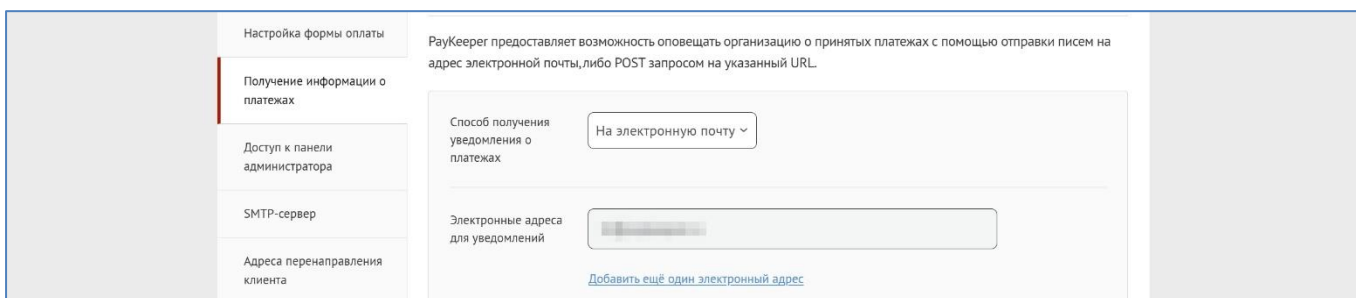 Настройка формы оплаты
Получение информации о
платежах
Доступ к панели
администратора
SMTP-сервер
Адреса перенаправления
клиента
PayKeeper предоставляет возможность оповещать организацию о принятых платежах с помощью отправки писем на
адрес электронной почты, либо POST запросом на указанный URL.
Способ получения
уведомления о
платежах
На электронную почту
Электронные адреса
для уведомлений
Добавить ещё один электронный адрес